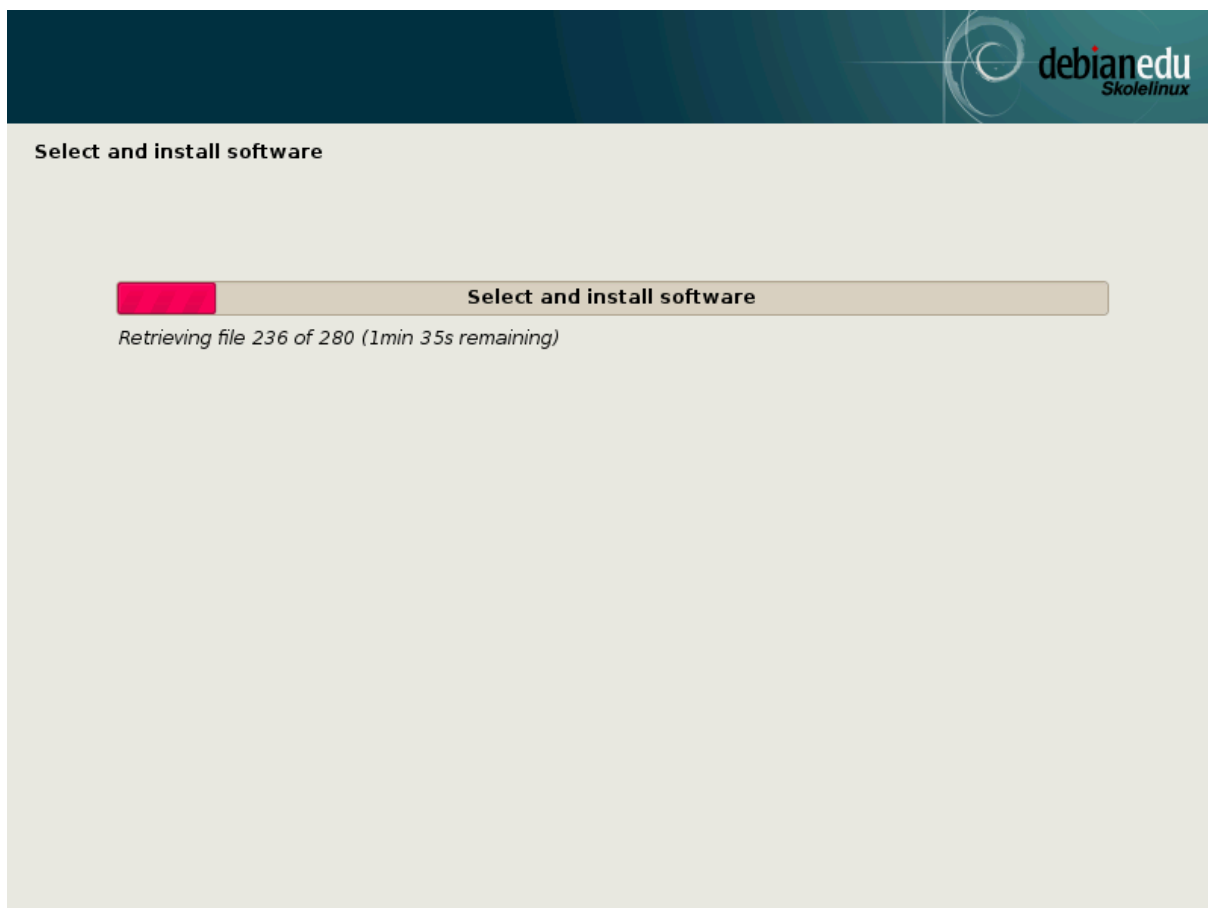 debianedu
Skolelinux
Select and install software
Select and install software
Retrieving file 236 of 280 (1min 35s remaining)